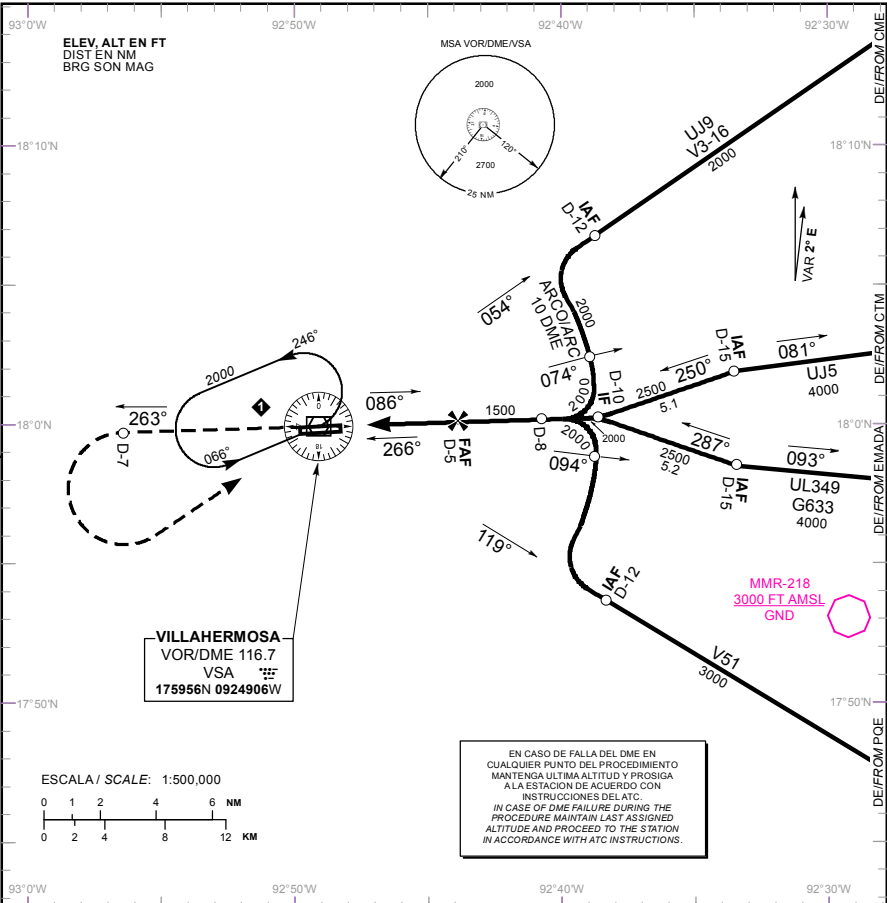 93°0'W
92°50'W
92°40'W
92°30'W
ELEV, ALT EN FT
DIST EN NM
BRG SON MAG
MSA VOR/DME/VSA
2000
210°
120°
2700
25 NM
DE/FROM CME
18°10'N
18°10'N
UJ9
V3-16
2000
IAF
D-12
VAR 2° E
054°
ARCO/ARC
10 DME
2000
DE/FROM CTM
246°
2000
074°
D-10
IF
2000
250°
2500
5.1
IAF
D-15
081°
UJ5
4000
1
263°
086°
1500
18°0'N
18°0'N
D-7
066°
0
18
266°
FAF
D-5
D-8
2000
2000
094°
287°
2500
5.2
IAF
D-15
093°
UL349
G633
4000
DE/FROM EMADA
119°
IAF
D-12
MMR-218
3000 FT AMSL
GND
VILLAHERMOSA
VOR/DME 116.7
VSA
175956N 0924906W
V51
3000
17°50'N
17°50'N
DE/FROM PQE
EN CASO DE FALLA DEL DME EN
CUALQUIER PUNTO DEL PROCEDIMIENTO
MANTENGA ULTIMA ALTITUD Y PROSIGA
A LA ESTACION DE ACUERDO CON
INSTRUCCIONES DEL ATC.
IN CASE OF DME FAILURE DURING THE
PROCEDURE MAINTAIN LAST ASSIGNED
ALTITUDE AND PROCEED TO THE STATION
IN ACCORDANCE WITH ATC INSTRUCTIONS.
ESCALA / SCALE: 1:500,000
0 1 2 4 6 NM
0 2 4 8 12 KM
93°0'W
92°50'W
92°40'W
92°30'W